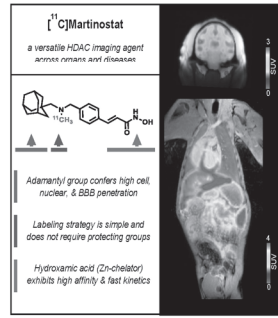 [¹¹C]Martinostat
a versatile HDAC imaging agent
across organs and diseases
N
¹¹CH₃
O
H
N
OH
Adamantyl group confers high cell,
nuclear, & BBB penetration
Labeling strategy is simple and
does not require protecting groups
Hydroxamic acid (Zn-chelator)
exhibits high affinity & fast kinetics
3
SUV
0
4
SUV
0